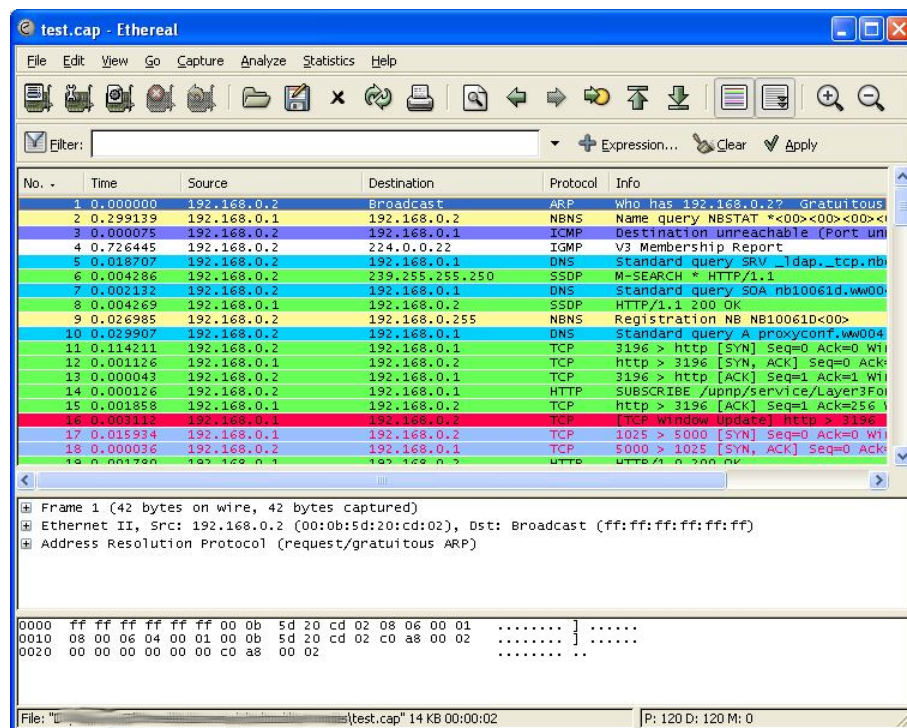 test.cap - Ethereal
File Edit View Go Capture Analyze Statistics Help
Filter: Expression... Clear Apply
No. . Time Source Destination Protocol Info
1 0.000000 192.168.0.2 Broadcast ARP Who has 192.168.0.2? Gratuitous
2 0.299139 192.168.0.1 192.168.0.2 NBNS Name query NBSTAT *<00><00><00><
3 0.000075 192.168.0.2 192.168.0.1 ICMP Destination unreachable (Port un
4 0.726445 192.168.0.2 224.0.0.22 IGMP V3 Membership Report
5 0.018707 192.168.0.2 192.168.0.1 DNS Standard query SRV _ldap._tcp.nb
6 0.004286 192.168.0.2 239.255.255.250 SSDP M-SEARCH * HTTP/1.1
7 0.002132 192.168.0.2 192.168.0.1 DNS Standard query SOA nb10061d.ww00
8 0.004269 192.168.0.1 192.168.0.2 SSDP HTTP/1.1 200 OK
9 0.026985 192.168.0.2 192.168.0.255 NBNS Registration NB NB10061D<00>
10 0.029907 192.168.0.2 192.168.0.1 DNS Standard query A proxyconf.ww004
11 0.114211 192.168.0.2 192.168.0.1 TCP 3196 > http [SYN] Seq=0 Ack=0 Wi
12 0.001126 192.168.0.1 192.168.0.2 TCP http > 3196 [SYN, ACK] Seq=0 Ack
13 0.000043 192.168.0.2 192.168.0.1 TCP 3196 > http [ACK] Seq=1 Ack=1 Wi
14 0.000126 192.168.0.2 192.168.0.1 HTTP SUBSCRIBE /upnp/service/Layer3Fo
15 0.001858 192.168.0.1 192.168.0.2 TCP http > 3196 [ACK] Seq=1 Ack=256
16 0.003112 192.168.0.1 192.168.0.2 TCP [TCP Window Update] http > 3196
17 0.015934 192.168.0.1 192.168.0.2 TCP 1025 > 5000 [SYN] Seq=0 Ack=0 Wi
18 0.000036 192.168.0.2 192.168.0.1 TCP 5000 > 1025 [SYN, ACK] Seq=0 Ack
19 0.001780 192.168.0.1 192.168.0.2 HTTP HTTP/1.0 200 OK
Frame 1 (42 bytes on wire, 42 bytes captured)
Ethernet II, Src: 192.168.0.2 (00:0b:5d:20:cd:02), Dst: Broadcast (ff:ff:ff:ff:ff:ff)
Address Resolution Protocol (request/gratuitous ARP)
0000 ff ff ff ff ff ff 00 0b 5d 20 cd 02 08 06 00 01 ........ ] ......
0010 08 00 06 04 00 01 00 0b 5d 20 cd 02 c0 a8 00 02 ........ ] ......
0020 00 00 00 00 00 00 c0 a8 00 02 ........ ..
File: "D \test.cap" 14 KB 00:00:02 P: 120 D: 120 M: 0